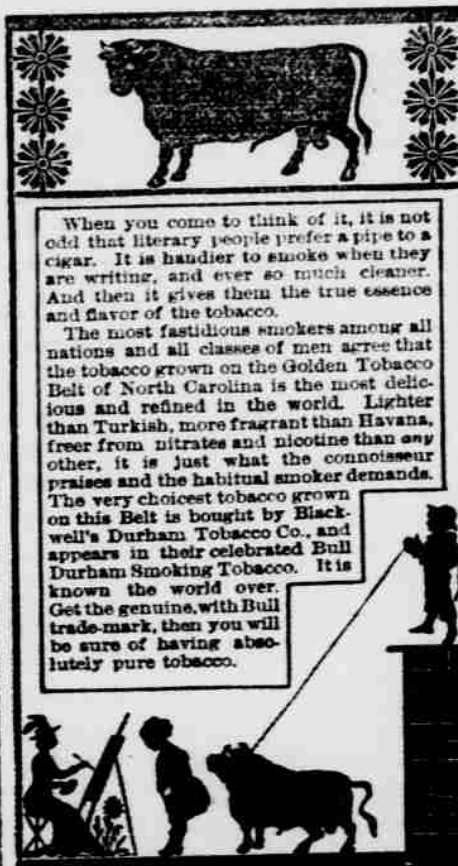 When you come to think of it, it is not
odd that literary people prefer a pipe to a
cigar. It is handier to smoke when they
are writing, and ever so much cleaner.
And then it gives them the true essence
and flavor of the tobacco.
The most fastidious smokers among all
nations and all classes of men agree that
the tobacco grown on the Golden Tobacco
Belt of North Carolina is the most delic-
ious and refined in the world. Lighter
than Turkish, more fragrant than Havana,
freer from nitrates and nicotine than any
other, it is just what the connoisseur
praises and the habitual smoker demands.
The very choicest tobacco grown
on this Belt is bought by Black-
well's Durham Tobacco Co., and
appears in their celebrated Bull
Durham Smoking Tobacco. It is
known the world over.
Get the genuine, with Bull
trade-mark, then you will
be sure of having abso-
lutely pure tobacco.